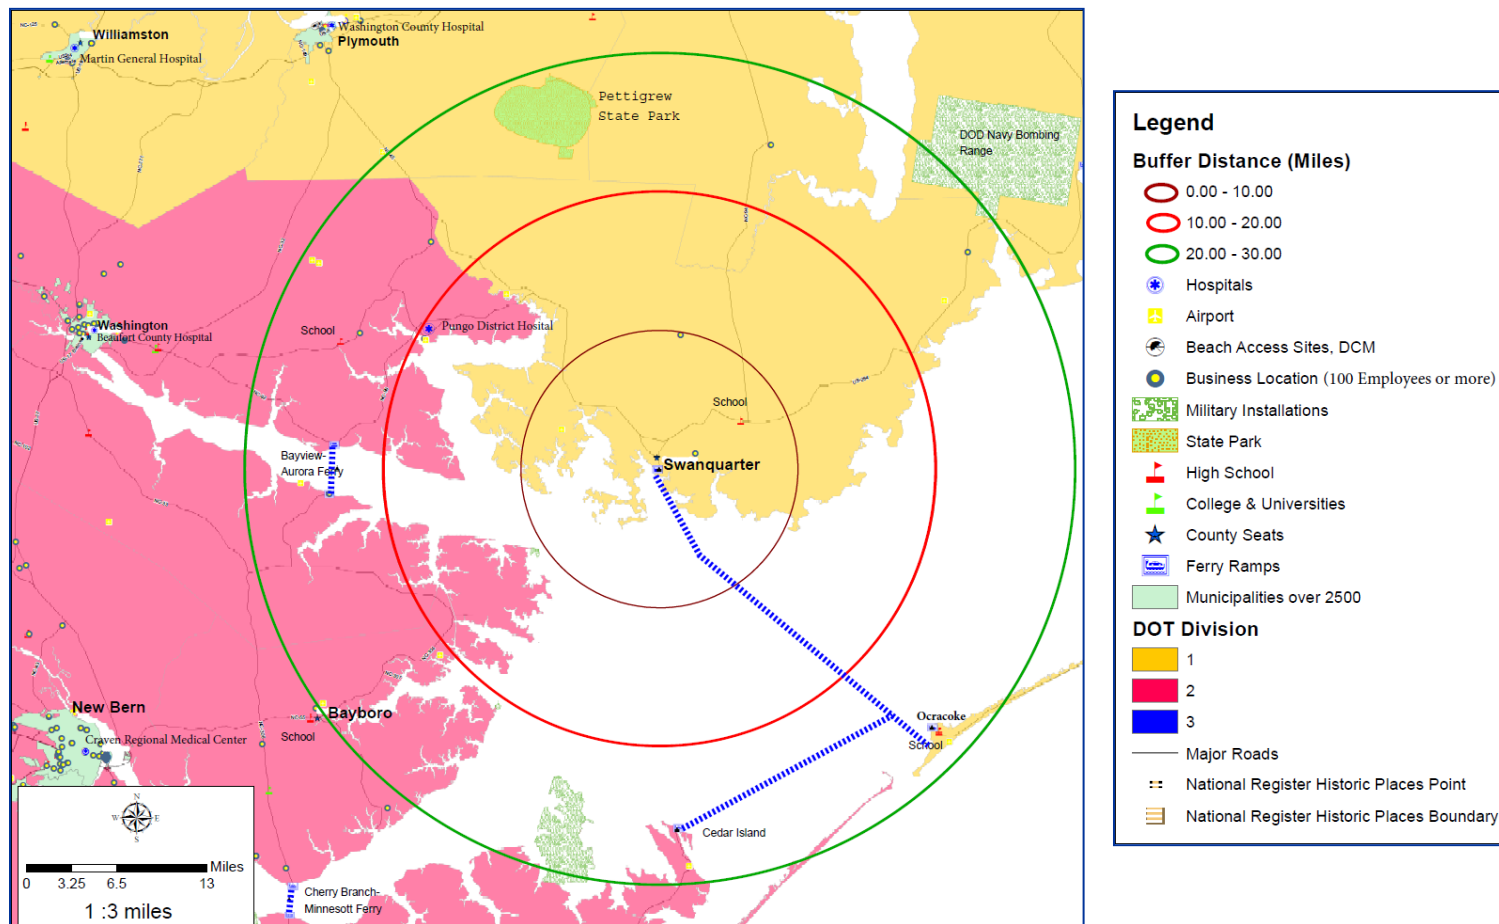 Williamston
Martin General Hospital
Washington County Hospital
Plymouth
Pettigrew
State Park
DOD Navy Bombing
Range
Washington
Beaufort County Hospital
School
Pungo District Hosital
School
Bayview-
Aurora Ferry
Swanquarter
New Bern
Craven Regional Medical Center
Bayboro
School
Ocracoke
School
Cedar Island
Cherry Branch-
Minnesott Ferry
N
W E
S
Miles
0 3.25 6.5 13
1 :3 miles
Legend
Buffer Distance (Miles)
0.00 - 10.00
10.00 - 20.00
20.00 - 30.00
Hospitals
Airport
Beach Access Sites, DCM
Business Location (100 Employees or more)
Military Installations
State Park
High School
College & Universities
County Seats
Ferry Ramps
Municipalities over 2500
DOT Division
1
2
3
Major Roads
National Register Historic Places Point
National Register Historic Places Boundary